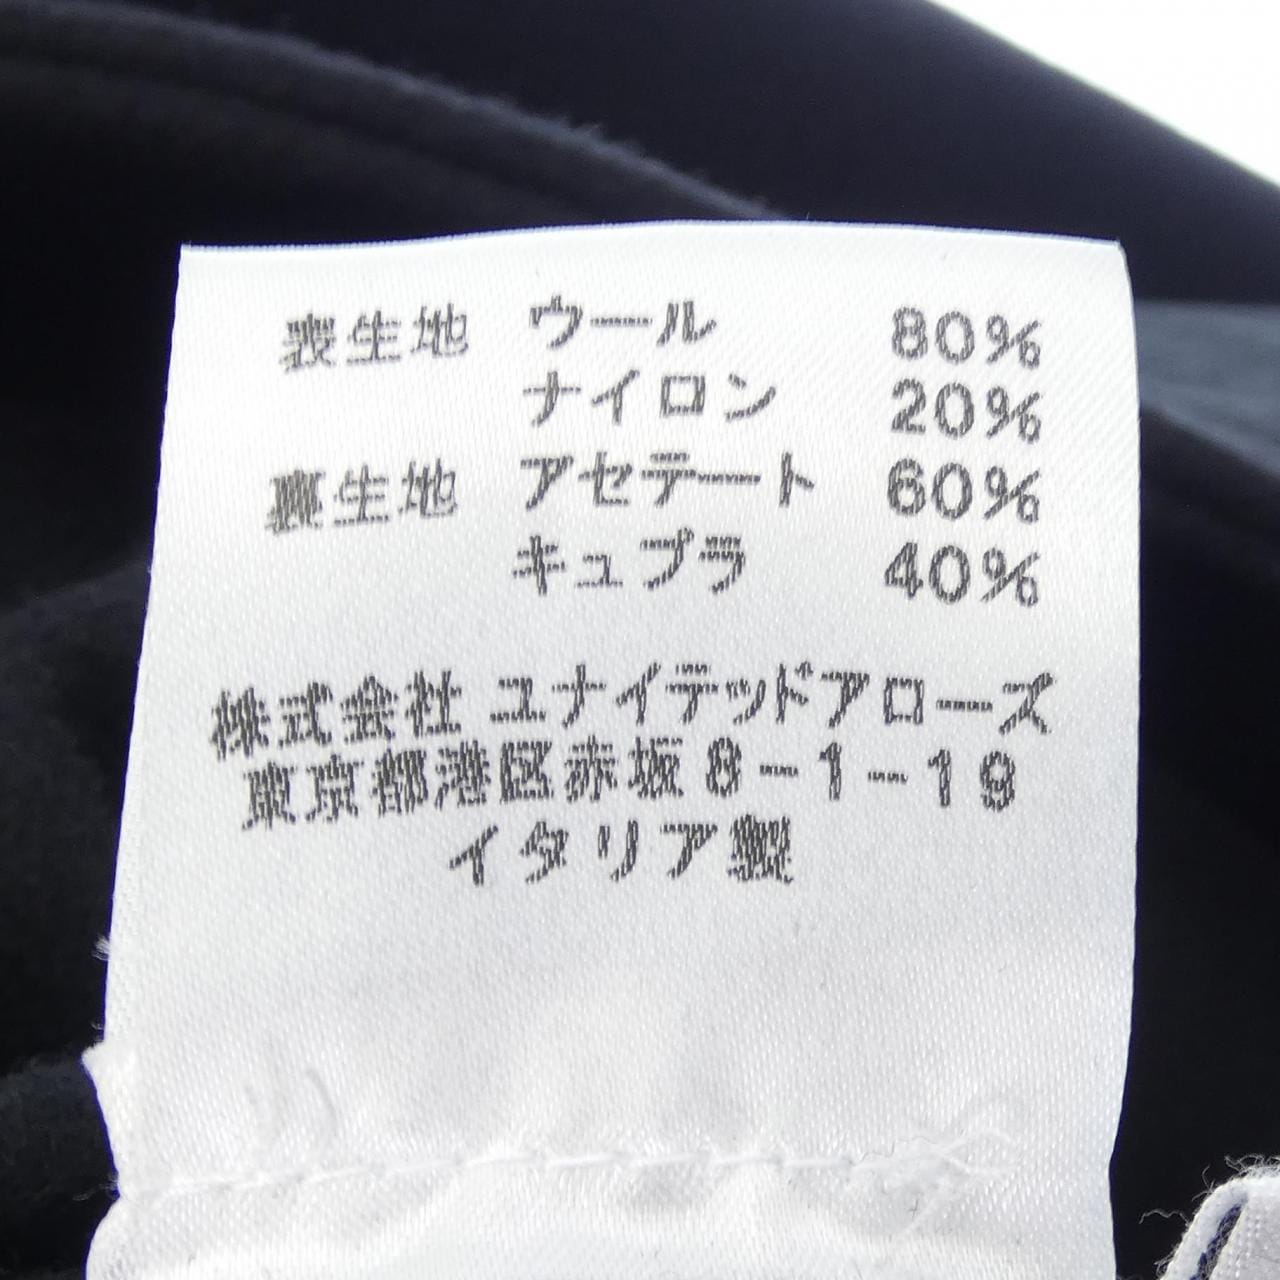 表生地 ウール 80%
ナイロン 20%
裏生地 アセテート 60%
キュプラ 40%
株式会社 ユナイテッドアローズ
東京都港区赤坂8-1-19
イタリア製